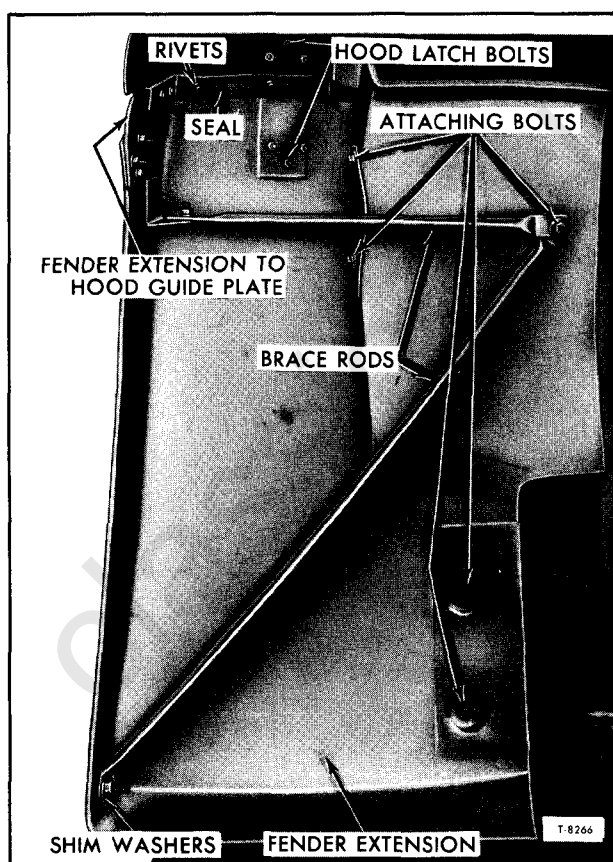 RIVETS
HOOD LATCH BOLTS
SEAL
ATTACHING BOLTS
FENDER EXTENSION TO
HOOD GUIDE PLATE
BRACE RODS
T-8266
SHIM WASHERS
FENDER EXTENSION